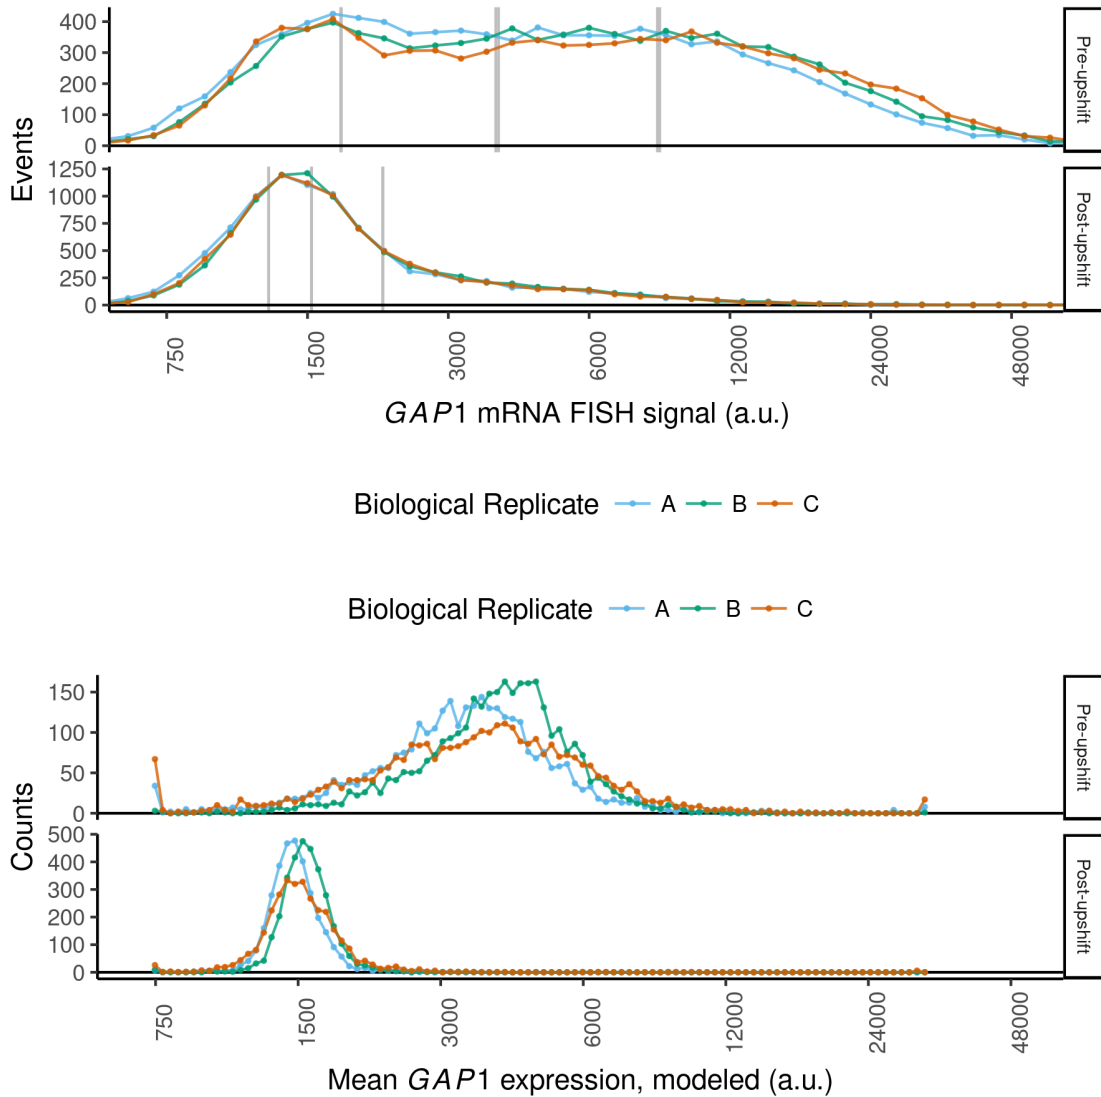 Events
400
300
200
100
0
Pre-upshift
1250
1000
750
500
250
0
Post-upshift
750 1500 3000 6000 12000 24000 48000
GAP1 mRNA FISH signal (a.u.)
Biological Replicate A B C
Biological Replicate A B C
Counts
150
100
50
0
Pre-upshift
500
400
300
200
100
0
Post-upshift
750 1500 3000 6000 12000 24000 48000
Mean GAP1 expression, modeled (a.u.)